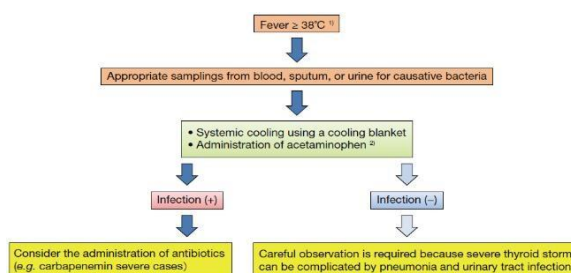 Fever ≥ 38℃ 1)
Appropriate samplings from blood, sputum, or urine for causative bacteria
• Systemic cooling using a cooling blanket
• Administration of acetaminophen 2)
Infection (+)
Infection (−)
Consider the administration of antibiotics
(e.g. carbapenemin severe cases)
Careful observation is required because severe thyroid storm
can be complicated by pneumonia and urinary tract infection